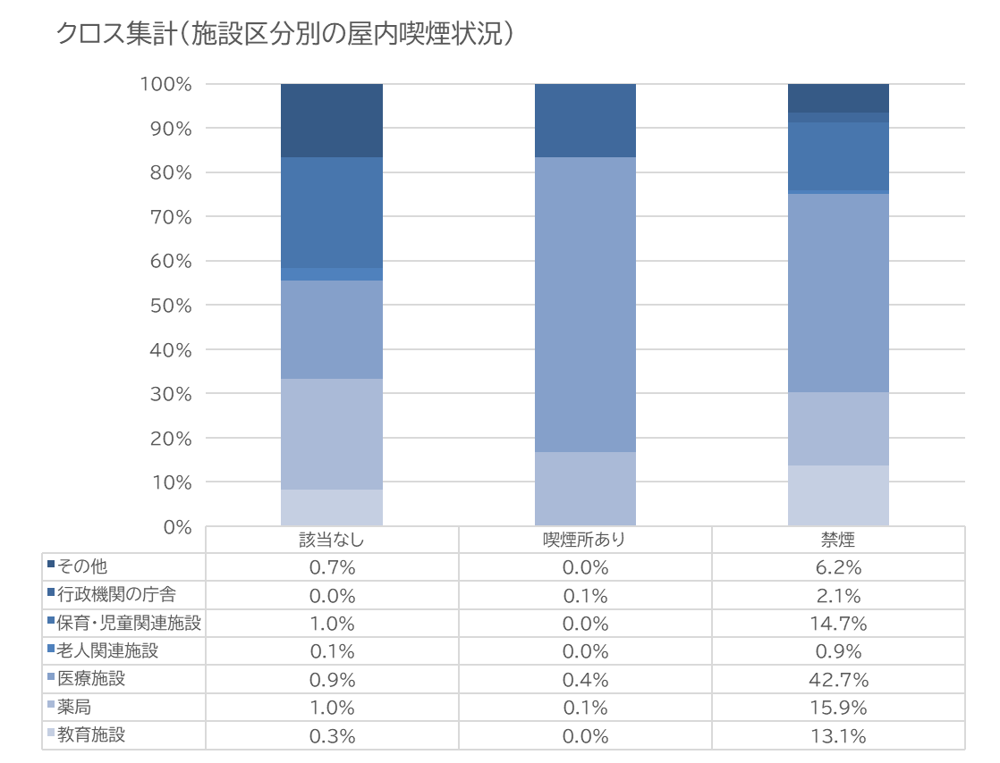 クロス集計(施設区分別の屋内喫煙状況)
100%
90%
80%
70%
60%
50%
40%
30%
20%
10%
0%
該当なし 喫煙所あり 禁煙
その他 0.7% 0.0% 6.2%
行政機関の庁舎 0.0% 0.1% 2.1%
保育・児童関連施設 1.0% 0.0% 14.7%
老人関連施設 0.1% 0.0% 0.9%
医療施設 0.9% 0.4% 42.7%
薬局 1.0% 0.1% 15.9%
教育施設 0.3% 0.0% 13.1%